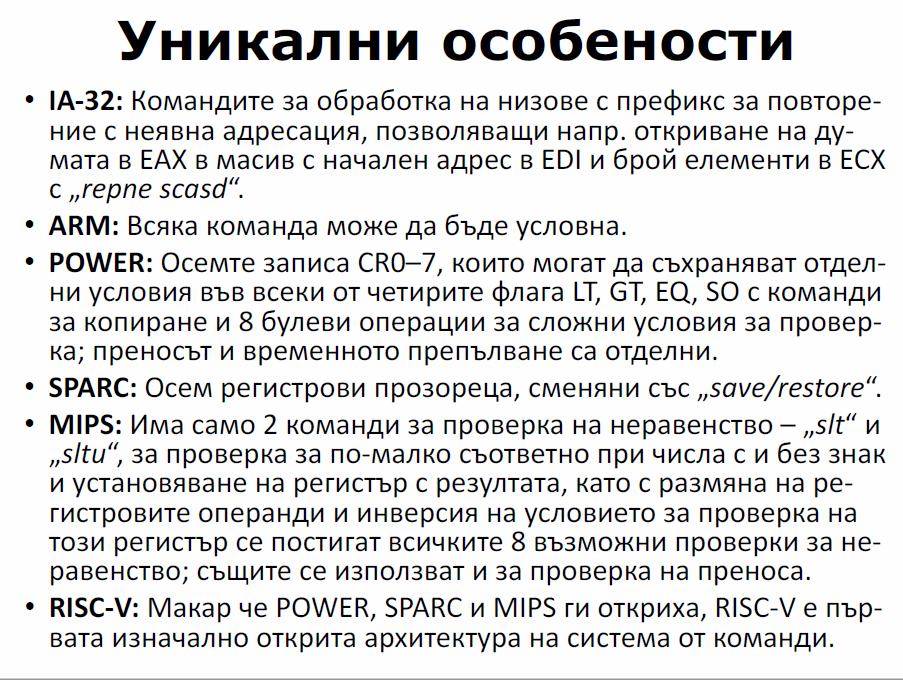 Уникални особености
• IA-32: Командите за обработка на низове с префикс за повторе-
ние с неявна адресация, позволяващи напр. откриване на ду-
мата в EAX в масив с начален адрес в EDI и брой елементи в ECX
с „repne scasd“.
• ARM: Всяка команда може да бъде условна.
• POWER: Осемте записа CR0–7, които могат да съхраняват отдел-
ни условия във всеки от четирите флага LT, GT, EQ, SO с команди
за копиране и 8 булеви операции за сложни условия за провер-
ка; преносът и временното препълване са отделни.
• SPARC: Осем регистрови прозореца, сменяни със „save/restore“.
• MIPS: Има само 2 команди за проверка на неравенство – „slt“ и
„sltu“, за проверка за по-малко съответно при числа с и без знак
и установяване на регистър с резултата, като с размяна на ре-
гистровите операнди и инверсия на условието за проверка на
този регистър се постигат всичките 8 възможни проверки за не-
равенство; същите се използват и за проверка на преноса.
• RISC-V: Макар че POWER, SPARC и MIPS ги откриха, RISC-V е пър-
вата изначално открита архитектура на система от команди.